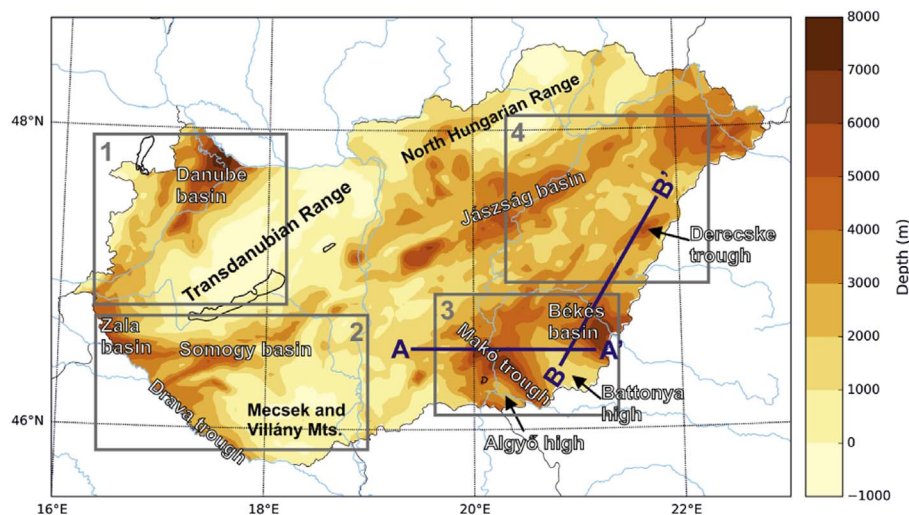 8000
7000
6000
5000
4000
3000
2000
1000
0
−1000
Depth (m)
48°N
46°N
16°E
18°E
20°E
22°E
1
Danube
basin
North Hungarian Range
4
Jászság basin
B'
Transdanubian Range
Derecske
trough
Zala
basin
2
Somogy basin
3
Békés
basin
A
Makó trough
A'
B
Drava trough
Mecsek and
Villány Mts.
Battonya
high
Algyő high